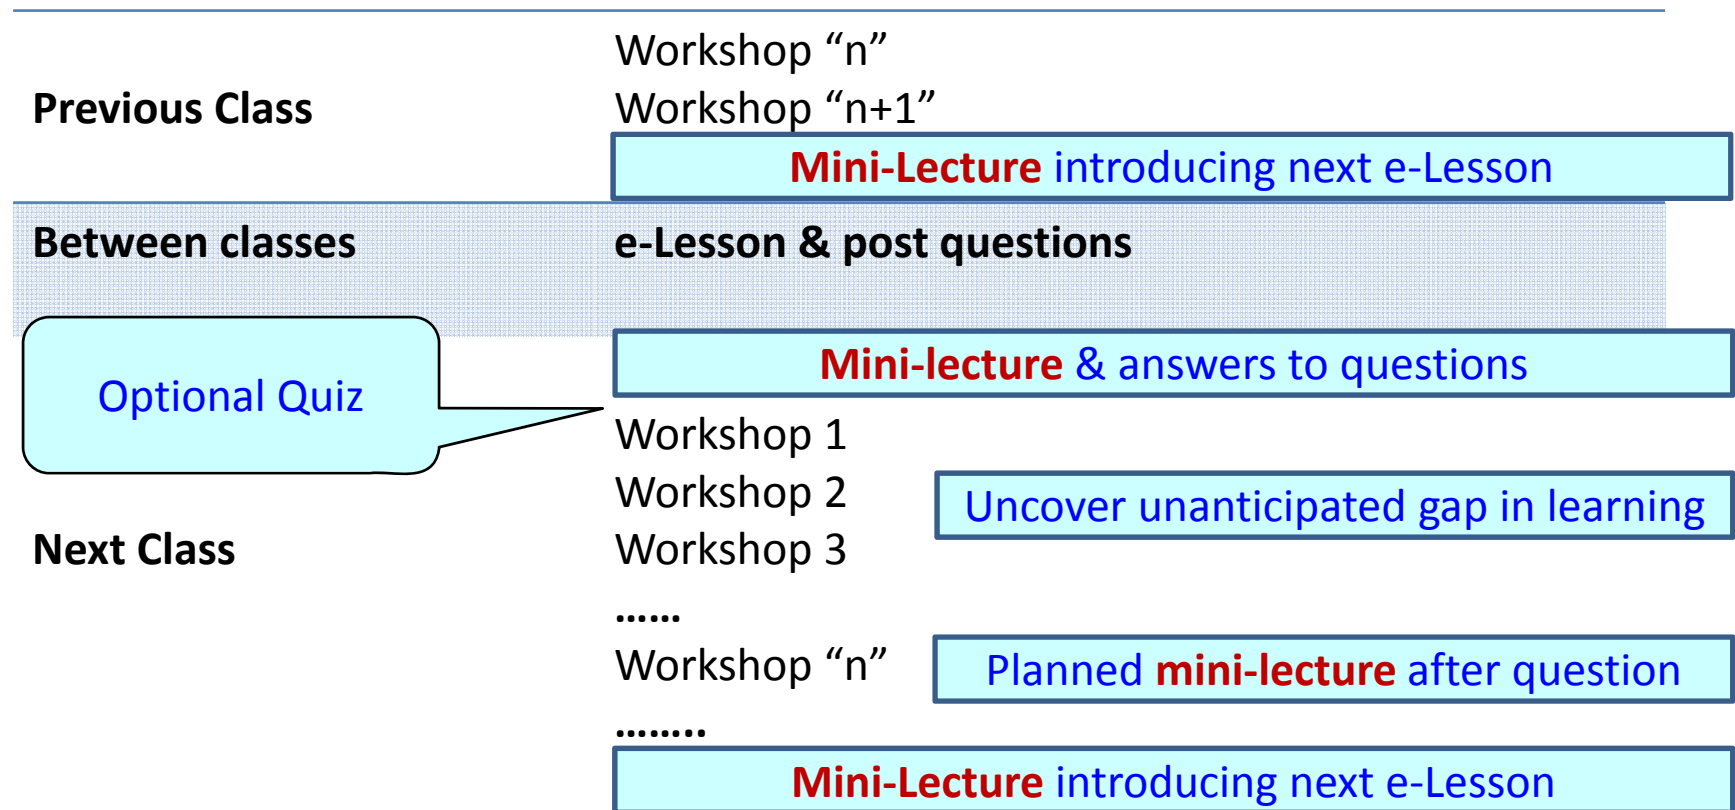 Workshop “n”
Previous Class
Workshop “n+1”
Mini-Lecture introducing next e-Lesson
Between classes
e-Lesson & post questions
Mini-lecture & answers to questions
Optional Quiz
Workshop 1
Workshop 2
Uncover unanticipated gap in learning
Next Class
Workshop 3
……
Workshop “n”
Planned mini-lecture after question
……..
Mini-Lecture introducing next e-Lesson